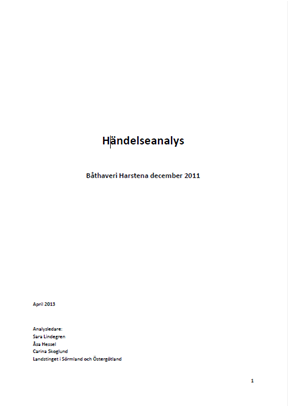 Händelseanalys
Båthaveri Harstena december 2011
April 2013
Analysledare:
Sara Lindegren
Åsa Hessel
Carina Skoglund
Landstinget i Sörmland och Östergötland
1